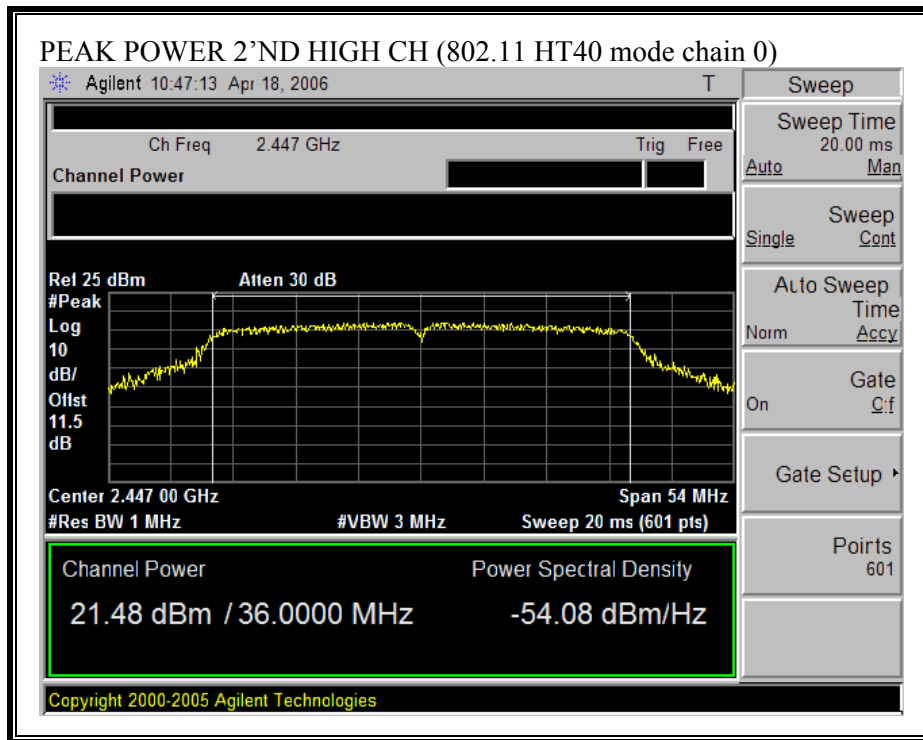 PEAK POWER 2’ND HIGH CH (802.11 HT40 mode chain 0)
Agilent 10:47:13 Apr 18, 2006 T
Ch Freq 2.447 GHz Trig Free
Channel Power
Ref 25 dBm Atten 30 dB
#Peak
Log
10
dB/
Offst
11.5
dB
Center 2.447 00 GHz Span 54 MHz
#Res BW 1 MHz #VBW 3 MHz Sweep 20 ms (601 pts)
Channel Power Power Spectral Density
21.48 dBm / 36.0000 MHz -54.08 dBm/Hz
Copyright 2000-2005 Agilent Technologies
Sweep
Sweep Time
20.00 ms
Auto Man
Sweep
Single Cont
Auto Sweep
Time
Norm Accy
Gate
On Off
Gate Setup
Points
601